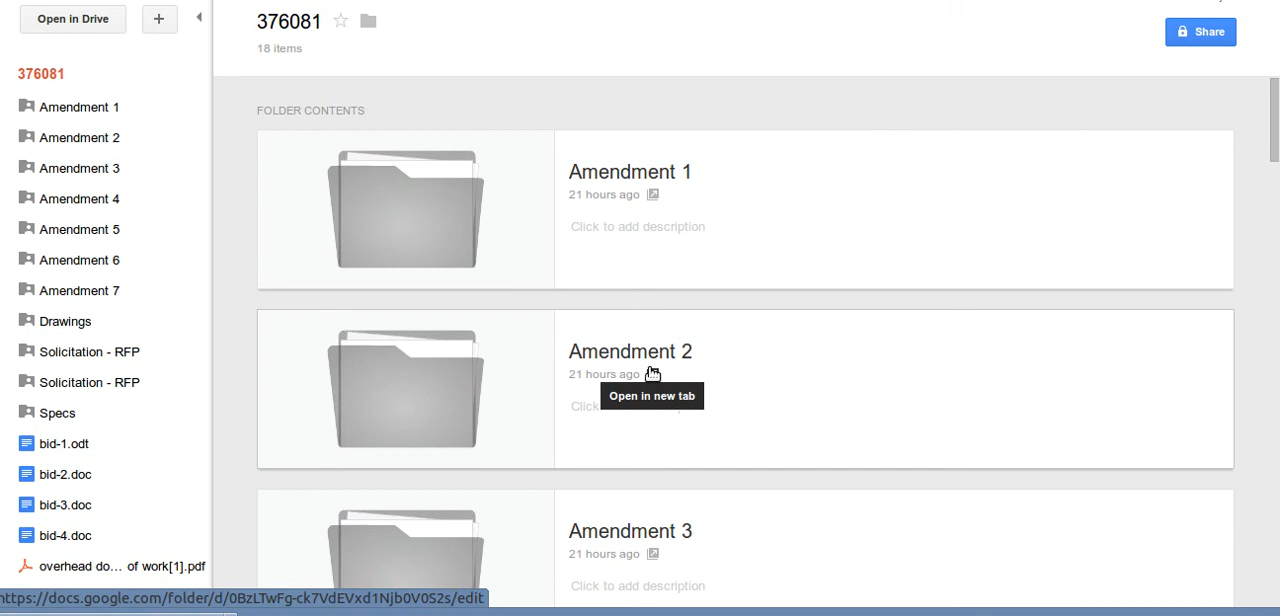 Open in Drive
+
376081
Amendment 1
Amendment 2
Amendment 3
Amendment 4
Amendment 5
Amendment 6
Amendment 7
Drawings
Solicitation - RFP
Solicitation - RFP
Specs
bid-1.odt
bid-2.doc
bid-3.doc
bid-4.doc
overhead do... of work[1].pdf
376081
18 items
Share
FOLDER CONTENTS
Amendment 1
21 hours ago
Click to add description
Amendment 2
21 hours ago
Open in new tab
Click
Amendment 3
21 hours ago
Click to add description
https://docs.google.com/folder/d/0BzLTwFg-ck7VdEVxd1Njb0V0S2s/edit